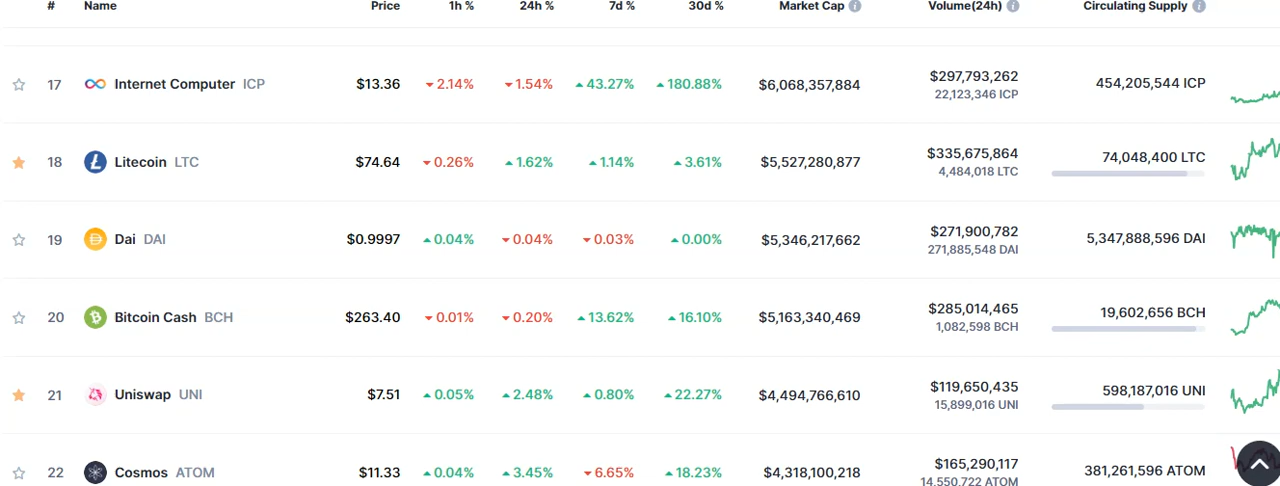 # Name Price 1h % 24h % 7d % 30d % Market Cap Volume(24h) Circulating Supply
17 Internet Computer ICP $13.36 2.14% 1.54% 43.27% 180.88% $6,068,357,884 $297,793,262 454,205,544 ICP
22,123,346 ICP
18 Litecoin LTC $74.64 0.26% 1.62% 1.14% 3.61% $5,527,280,877 $335,675,864 74,048,400 LTC
4,484,018 LTC
19 Dai DAI $0.9997 0.04% 0.04% 0.03% 0.00% $5,346,217,662 $271,900,782 5,347,888,596 DAI
271,885,548 DAI
20 Bitcoin Cash BCH $263.40 0.01% 0.20% 13.62% 16.10% $5,163,340,469 $285,014,465 19,602,656 BCH
1,082,598 BCH
21 Uniswap UNI $7.51 0.05% 2.48% 0.80% 22.27% $4,494,766,610 $119,650,435 598,187,016 UNI
15,899,016 UNI
22 Cosmos ATOM $11.33 0.04% 3.45% 6.65% 18.23% $4,318,100,218 $165,290,117 381,261,596 ATOM
14,550,722 ATOM